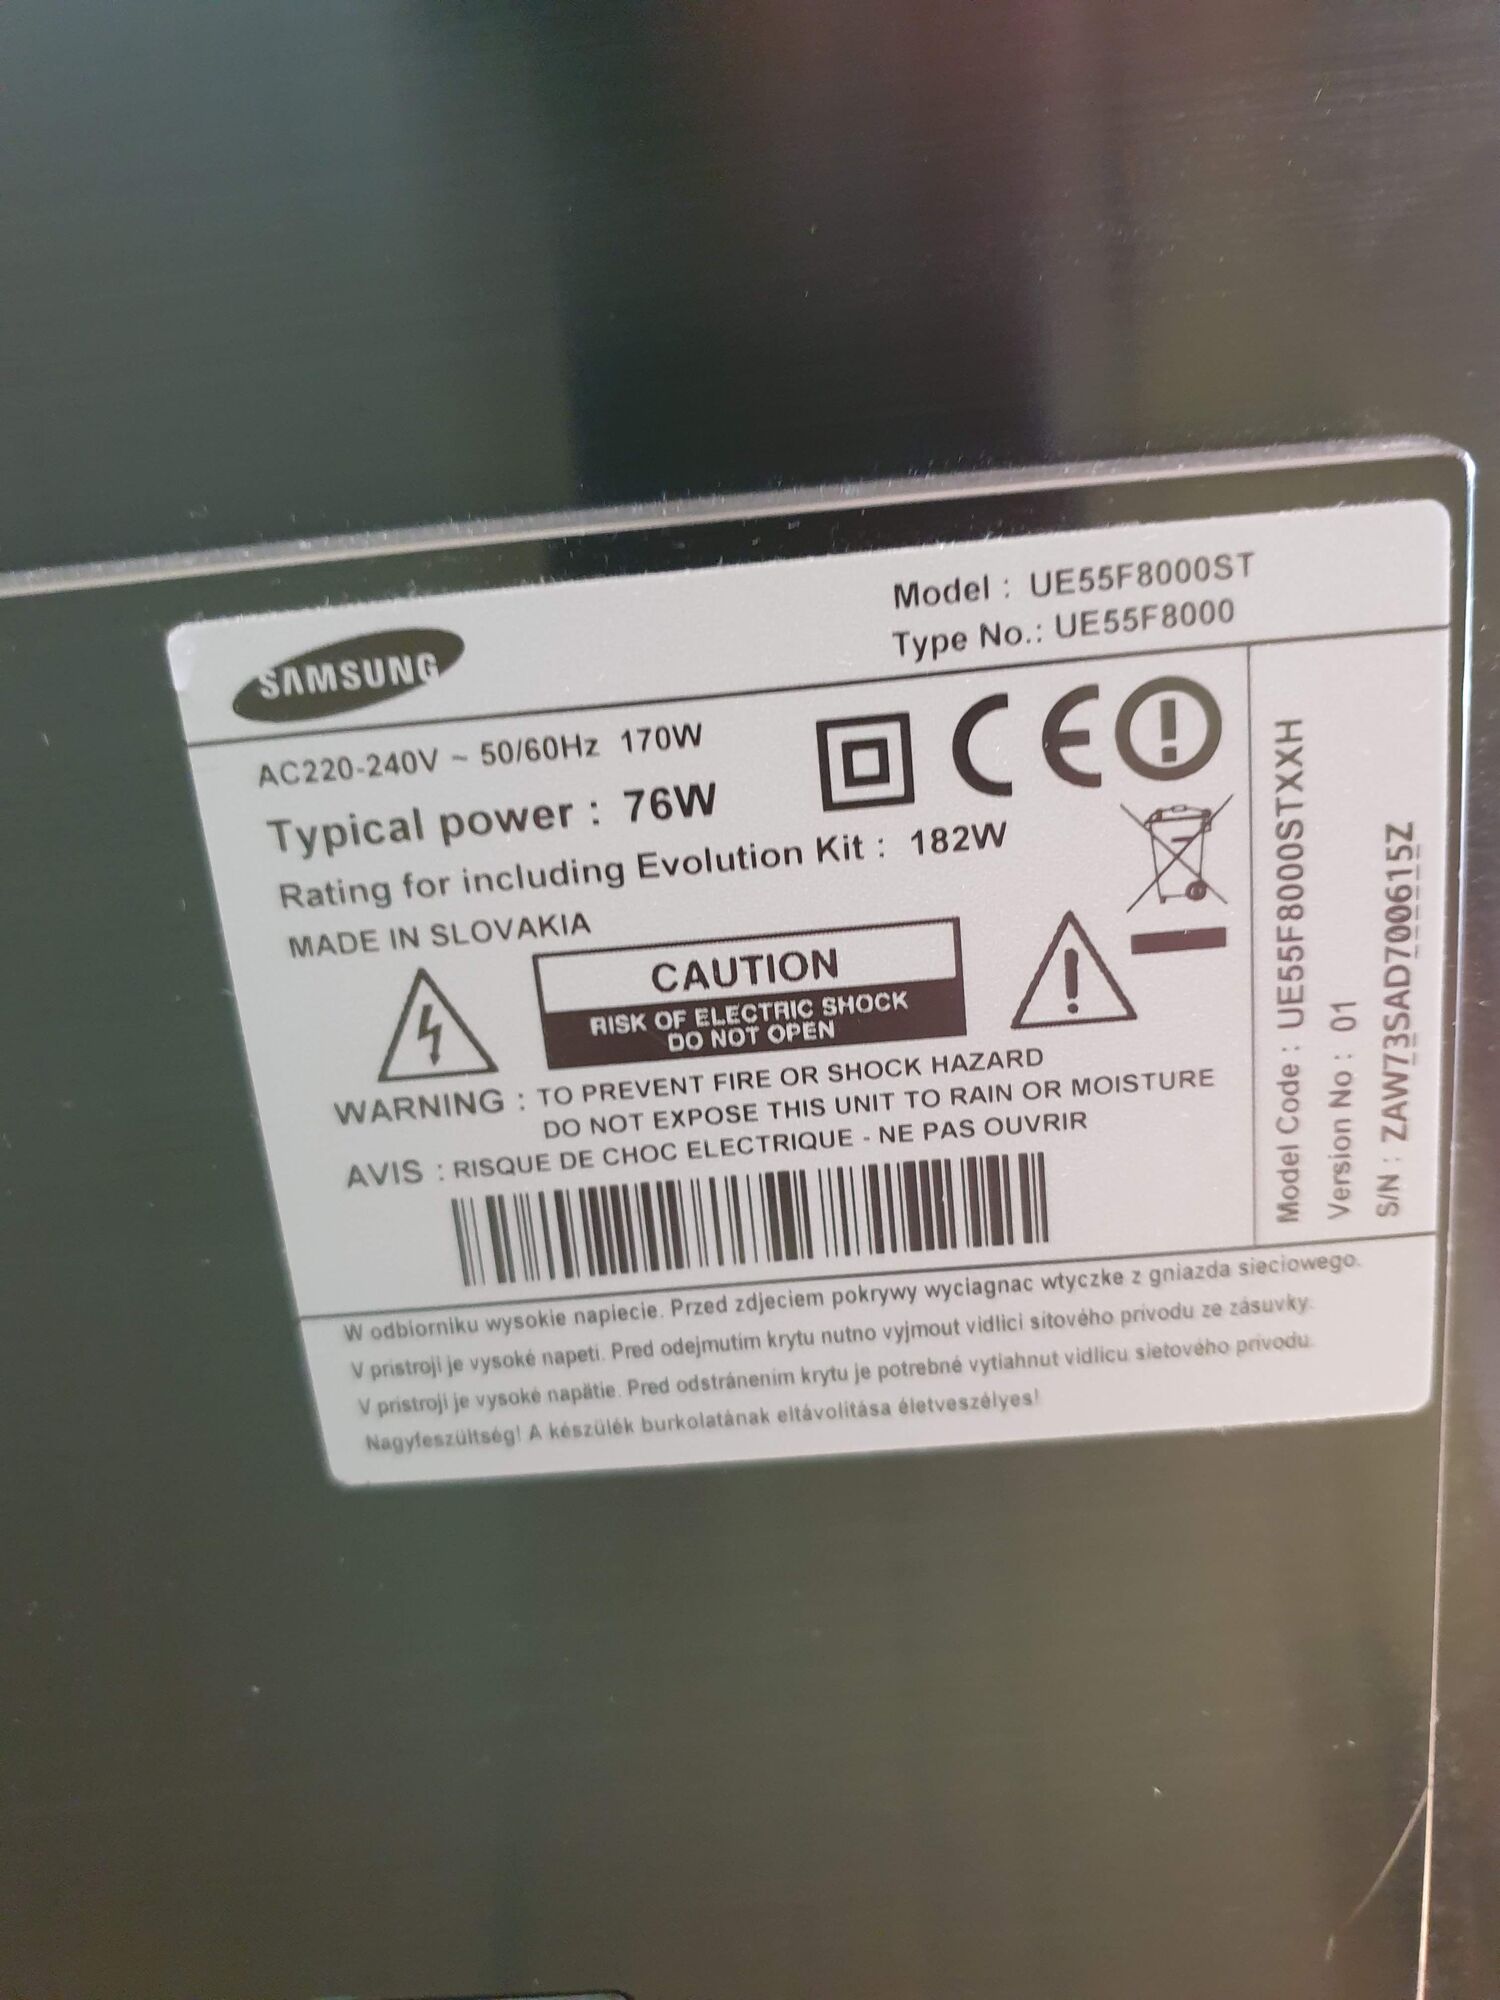 SAMSUNG
Model : UE55F8000ST
Type No.: UE55F8000
AC220-240V ~ 50/60Hz 170W
Typical power : 76W
Rating for including Evolution Kit : 182W
MADE IN SLOVAKIA
CE
CAUTION
RISK OF ELECTRIC SHOCK
DO NOT OPEN
WARNING : TO PREVENT FIRE OR SHOCK HAZARD
DO NOT EXPOSE THIS UNIT TO RAIN OR MOISTURE
AVIS : RISQUE DE CHOC ELECTRIQUE - NE PAS OUVRIR
Model Code : UE55F8000STXXH
Version No : 01
S/N : ZAW73SAD700615Z
W odbiorniku wysokie napiecie. Przed zdjeciem pokrywy wyciagnac wtyczke z gniazda sieciowego.
V prístroji je vysoké napetí. Pred odejmutím krytu nutno vyjmout vidlici sítového prívodu ze zásuvky.
V prístroji je vysoké napätie. Pred odstránením krytu je potrebné vytiahnut vidlicu sietového prívodu.
Nagyfeszültség! A készülék burkolatának eltávolítása életveszélyes!